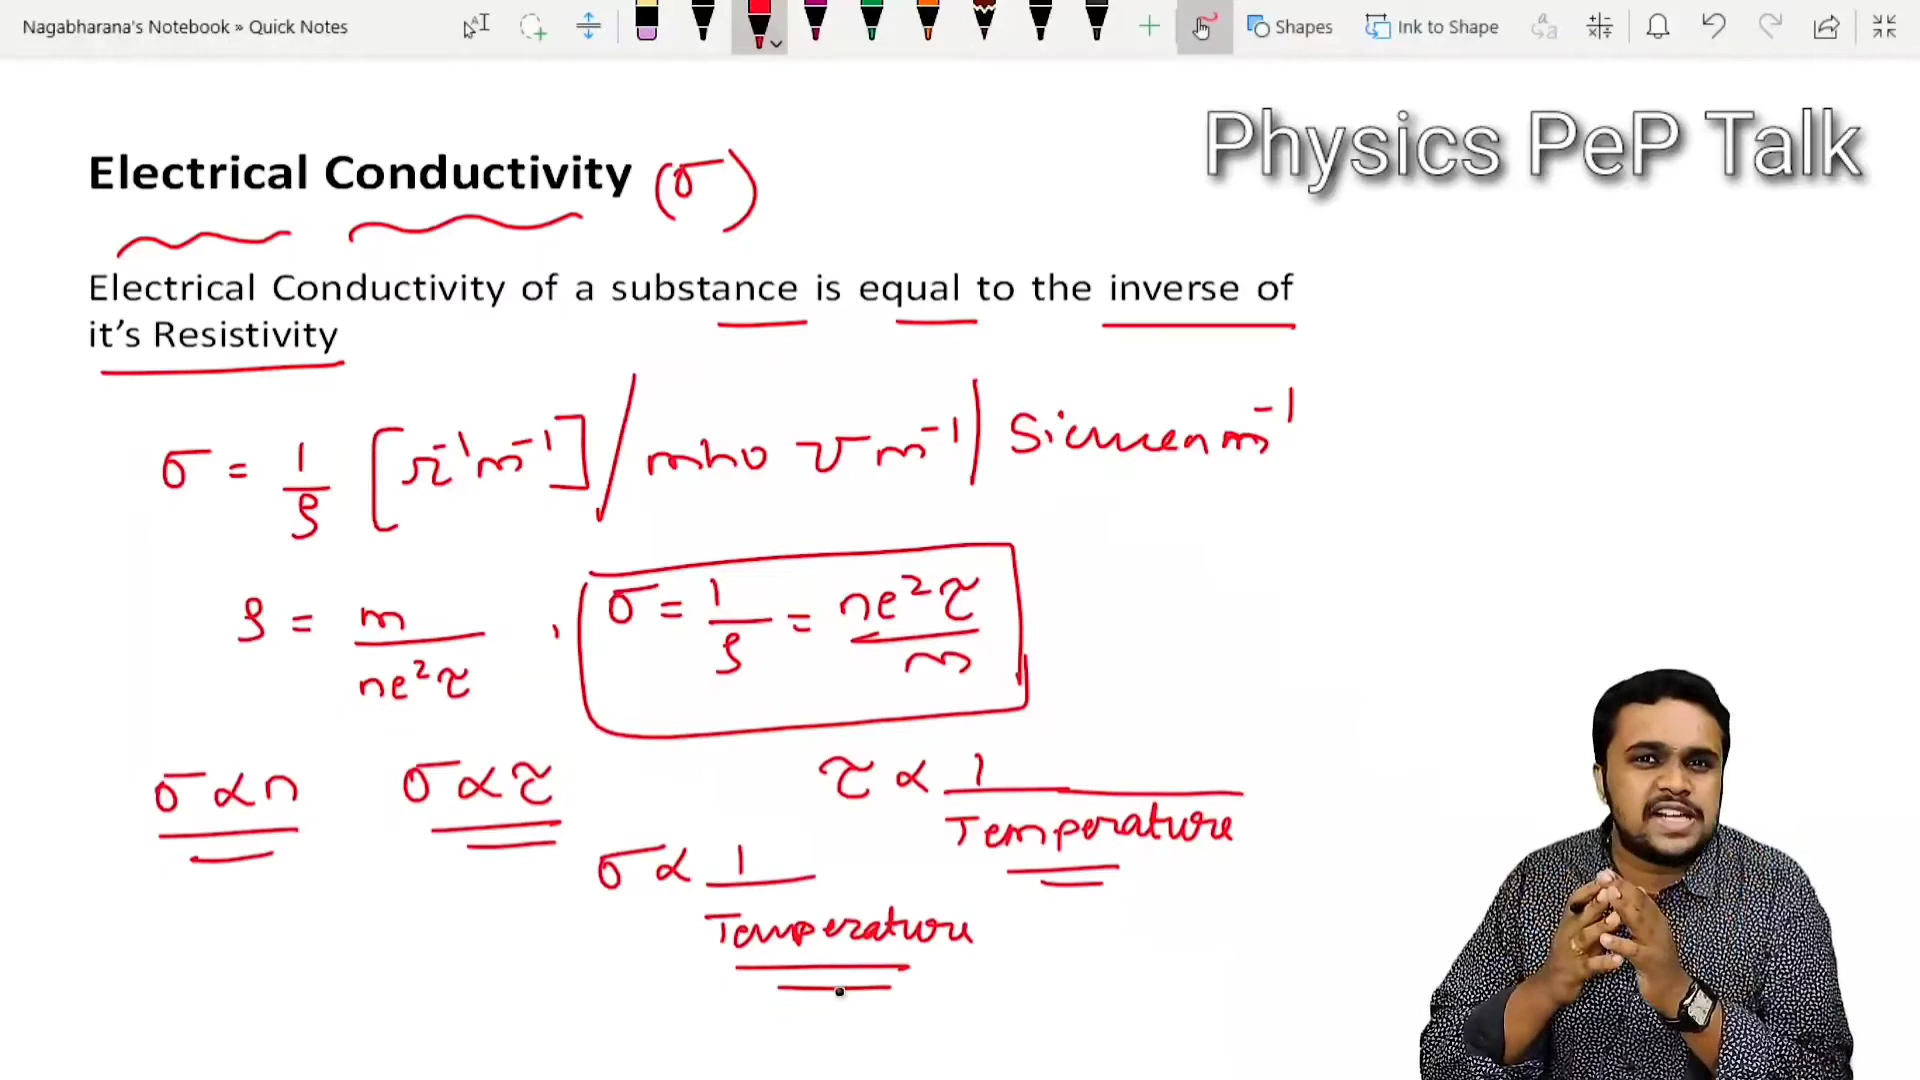 Nagabharana's Notebook » Quick Notes
Shapes
Ink to Shape
Physics PeP Talk
Electrical Conductivity (σ)
Electrical Conductivity of a substance is equal to the inverse of
it's Resistivity
σ = 1/ρ [Ω⁻¹m⁻¹] / mho ℧ m⁻¹ | Siemen m⁻¹
ρ = m/ne²τ , σ = 1/ρ = ne²τ/m
σ ∝ n σ ∝ τ τ ∝ 1/Temperature
σ ∝ 1/Temperature